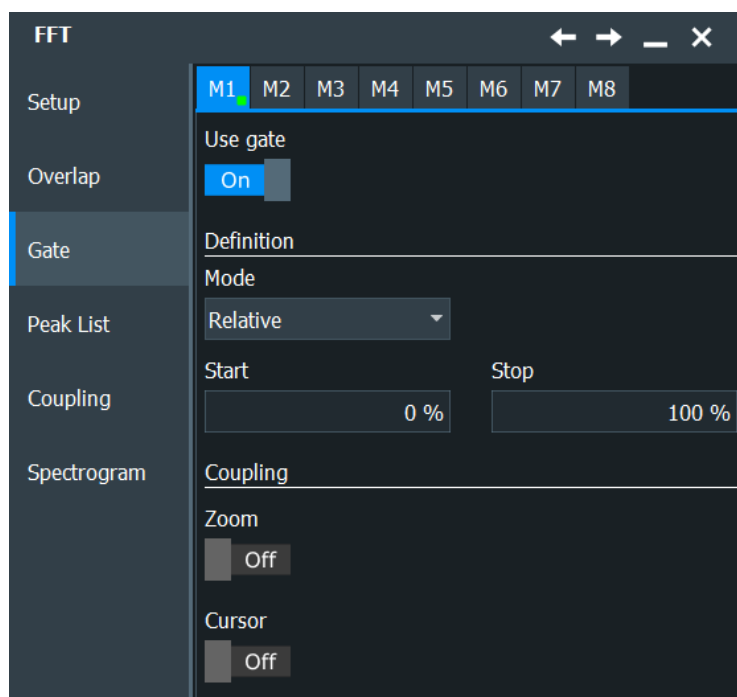 FFT
Setup
Overlap
Gate
Peak List
Coupling
Spectrogram
M1 M2 M3 M4 M5 M6 M7 M8
Use gate
On
Definition
Mode
Relative
Start Stop
0 % 100 %
Coupling
Zoom
Off
Cursor
Off